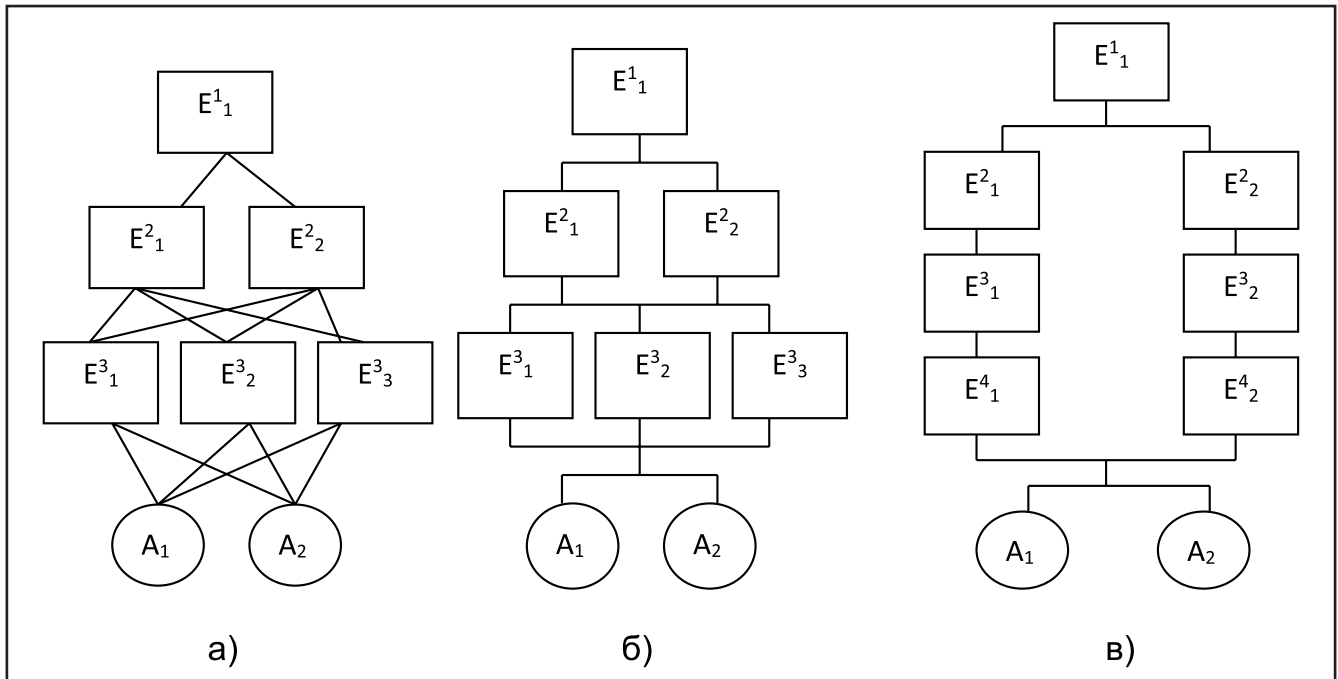 E¹₁
E²₁ E²₂
E³₁ E³₂ E³₃
A₁ A₂
а)
E¹₁
E²₁ E²₂
E³₁ E³₂ E³₃
A₁ A₂
б)
E¹₁
E²₁ E²₂
E³₁ E³₂
E⁴₁ E⁴₂
A₁ A₂
в)